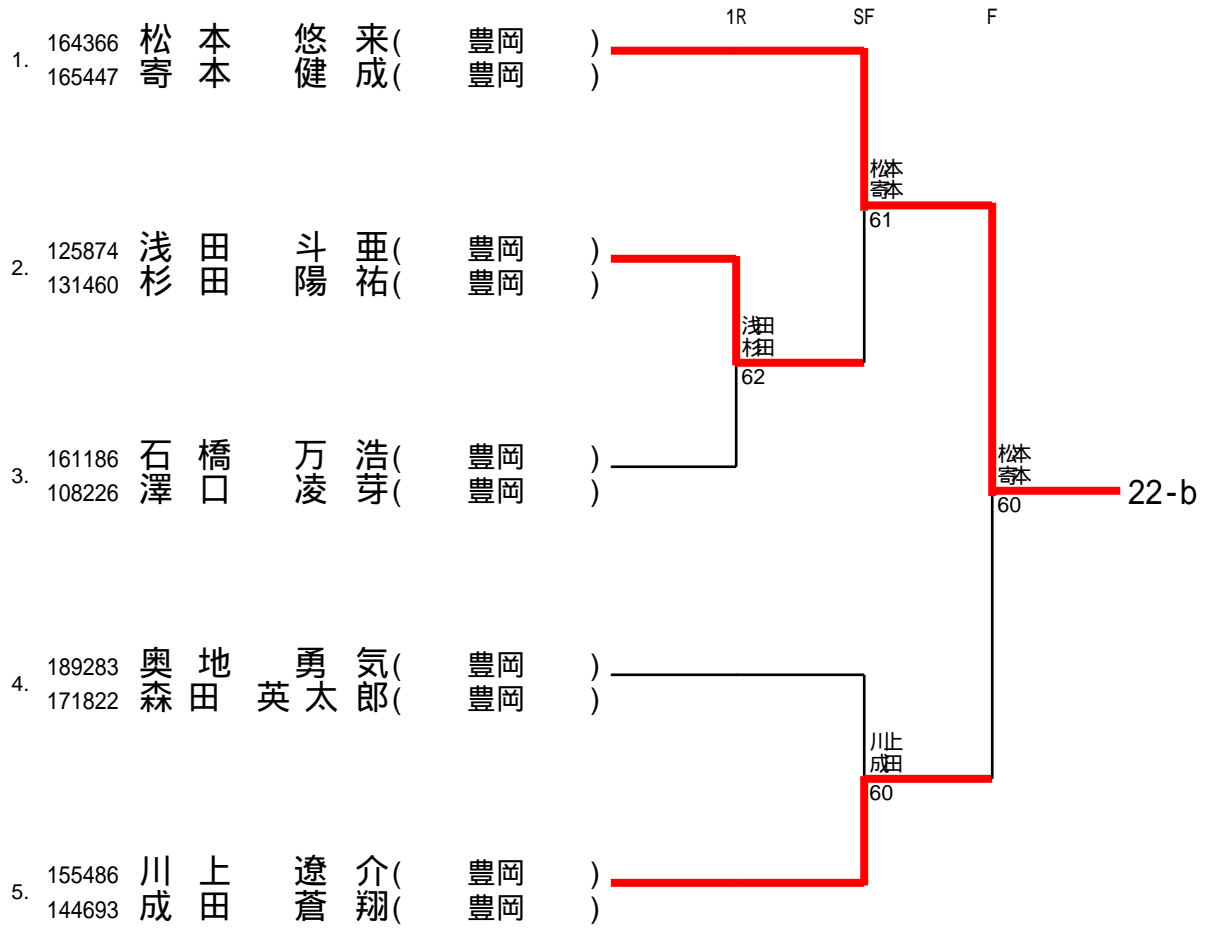 1R SF F
1. 164366 松本 悠来(豊岡)
165447 寄本 健成(豊岡)
松本
寄本
61
2. 125874 浅田 斗亜(豊岡)
131460 杉田 陽祐(豊岡)
浅田
杉田
62
3. 161186 石橋 万浩(豊岡)
108226 澤口 凌芽(豊岡)
松本
寄本
60
22-b
4. 189283 奥地 勇気(豊岡)
171822 森田 英太郎(豊岡)
川上
成田
60
5. 155486 川上 遼介(豊岡)
144693 成田 蒼翔(豊岡)